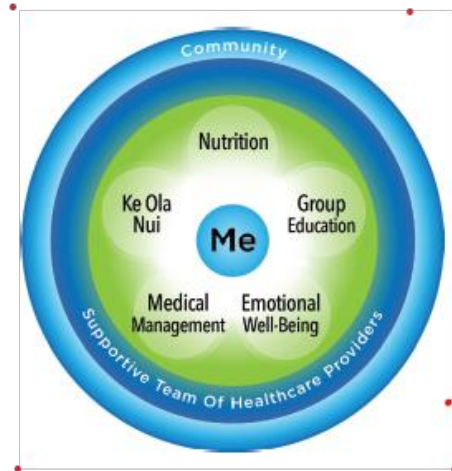 Community
Nutrition
Ke Ola
Nui
Group
Education
Me
Medical
Management
Emotional
Well-Being
Supportive Team Of Healthcare Providers